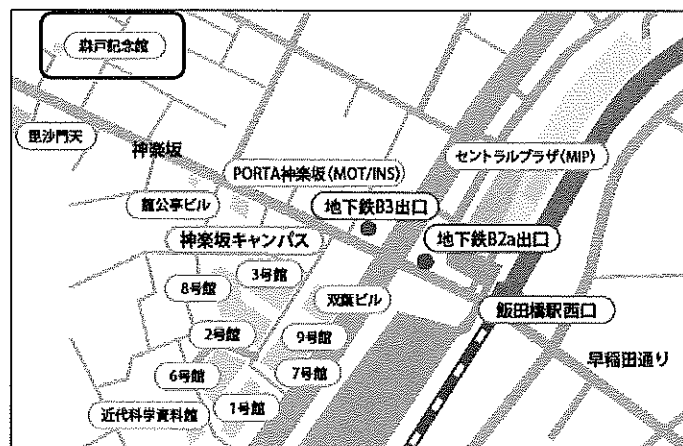 森戸記念館
毘沙門天
神楽坂
PORTA神楽坂(MOT/INS)
セントラルプラザ(MIP)
龍公亭ビル
地下鉄B3出口
神楽坂キャンパス
地下鉄B2a出口
3号館
8号館
双葉ビル
飯田橋駅西口
2号館
9号館
早稲田通り
6号館
7号館
1号館
近代科学資料館